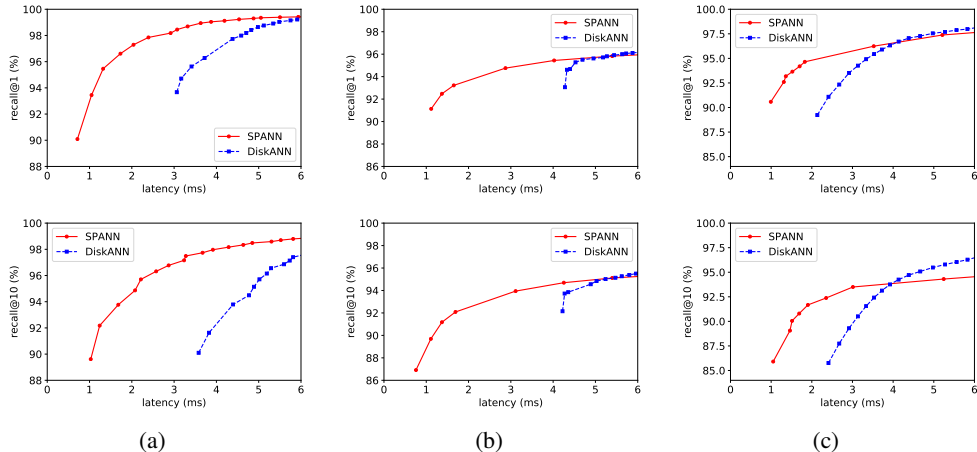 100
98
96
94
92
90
88
recall@1 (%)
0 1 2 3 4 5 6
latency (ms)
SPANN
DiskANN
100
98
96
94
92
90
88
86
recall@1 (%)
0 1 2 3 4 5 6
latency (ms)
SPANN
DiskANN
100.0
97.5
95.0
92.5
90.0
87.5
85.0
recall@1 (%)
0 1 2 3 4 5 6
latency (ms)
SPANN
DiskANN
100
98
96
94
92
90
88
recall@10 (%)
0 1 2 3 4 5 6
latency (ms)
SPANN
DiskANN
100
98
96
94
92
90
88
86
recall@10 (%)
0 1 2 3 4 5 6
latency (ms)
SPANN
DiskANN
100.0
97.5
95.0
92.5
90.0
87.5
85.0
recall@10 (%)
0 1 2 3 4 5 6
latency (ms)
SPANN
DiskANN
(a) (b) (c)